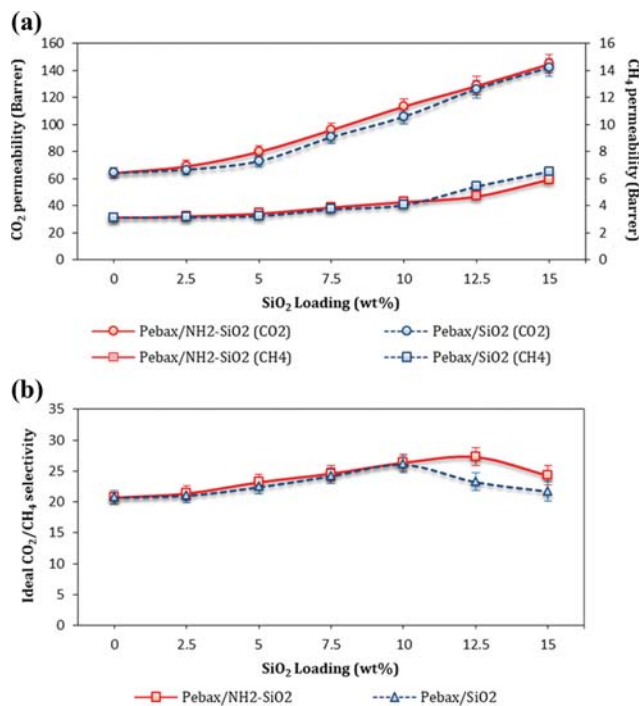 (a)
160
140
120
100
80
60
40
20
0
CO₂ permeability (Barrer)
16
14
12
10
8
6
4
2
0
CH₄ permeability (Barrer)
0 2.5 5 7.5 10 12.5 15
SiO₂ Loading (wt%)
Pebax/NH2-SiO2 (CO2) Pebax/SiO2 (CO2)
Pebax/NH2-SiO2 (CH4) Pebax/SiO2 (CH4)
(b)
35
30
25
20
15
10
5
0
Ideal CO₂/CH₄ selectivity
0 2.5 5 7.5 10 12.5 15
SiO₂ Loading (wt%)
Pebax/NH2-SiO2 Pebax/SiO2